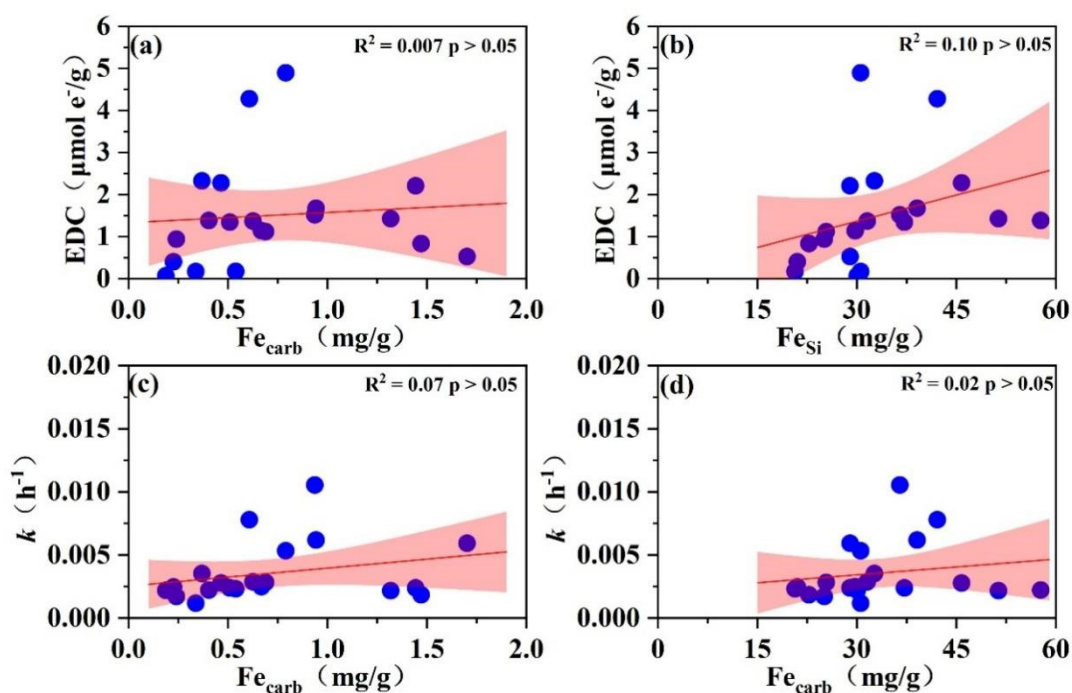 (a)
R² = 0.007 p > 0.05
EDC（μmol e⁻/g）
6
5
4
3
2
1
0
0.0 0.5 1.0 1.5 2.0
Fe_carb（mg/g）
(b)
R² = 0.10 p > 0.05
EDC（μmol e⁻/g）
6
5
4
3
2
1
0
0 15 30 45 60
Fe_Si（mg/g）
(c)
R² = 0.07 p > 0.05
k（h⁻¹）
0.020
0.015
0.010
0.005
0.000
0.0 0.5 1.0 1.5 2.0
Fe_carb（mg/g）
(d)
R² = 0.02 p > 0.05
k（h⁻¹）
0.020
0.015
0.010
0.005
0.000
0 15 30 45 60
Fe_carb（mg/g）